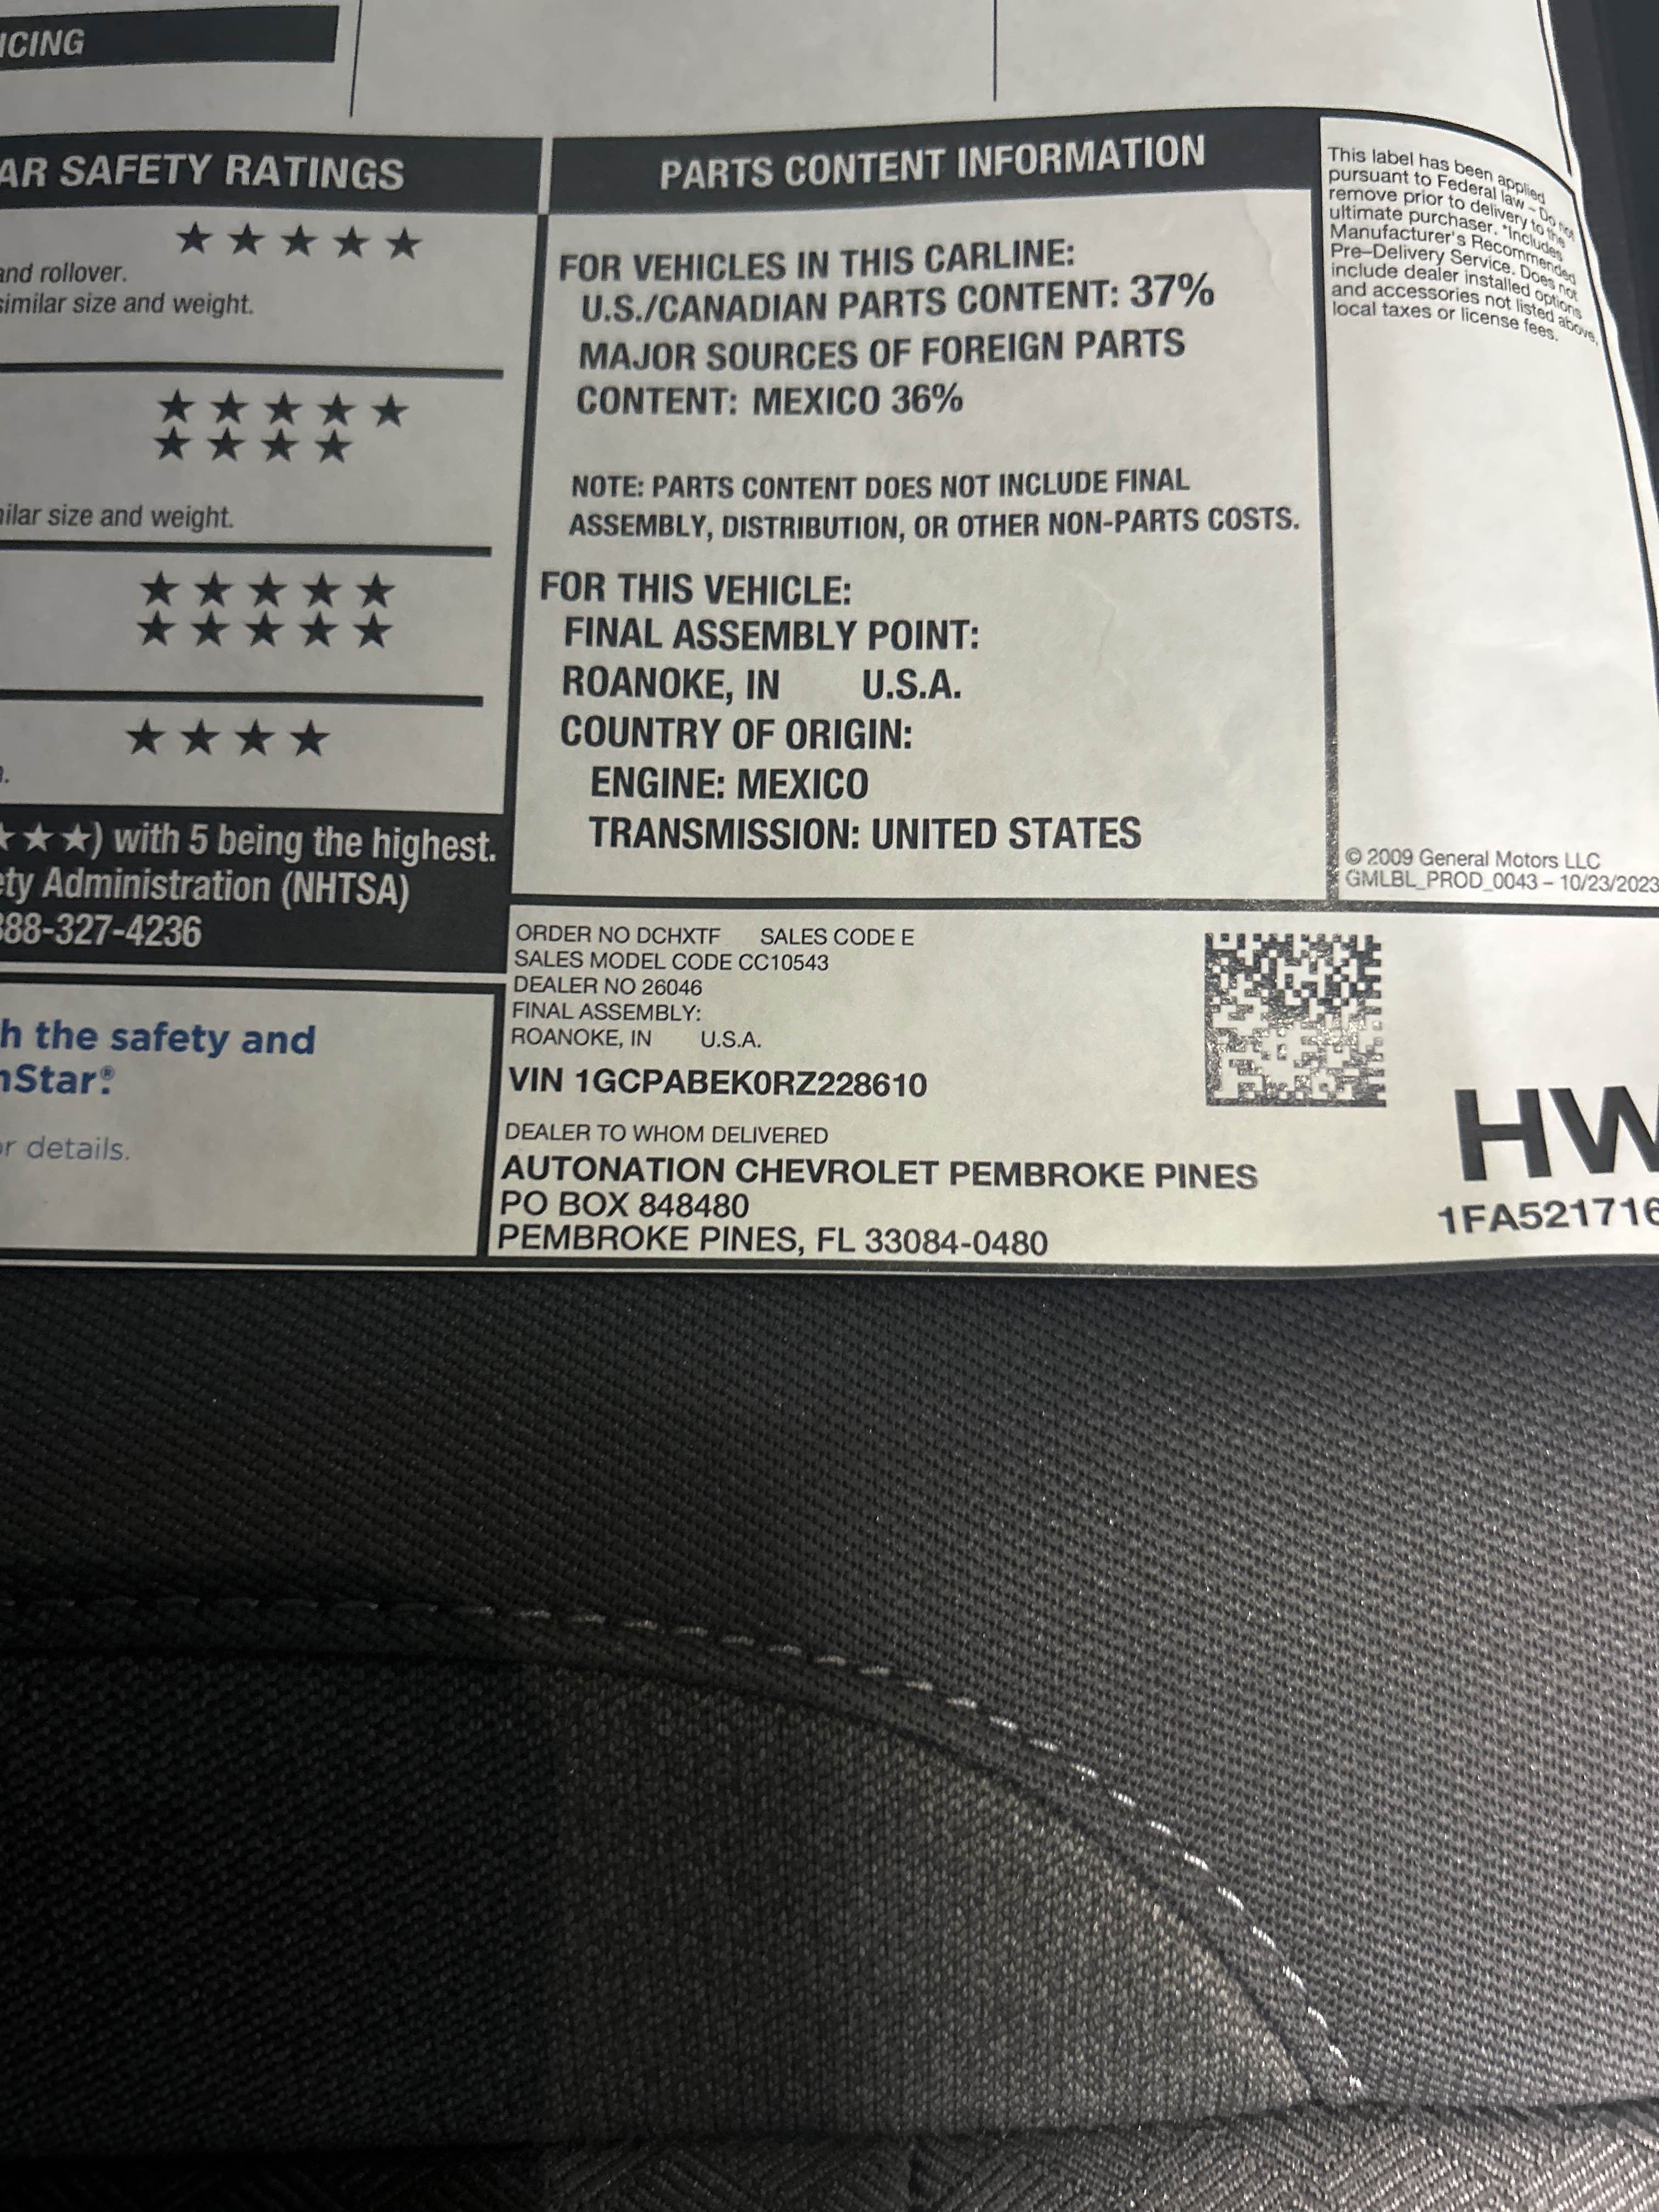 ICING
AR SAFETY RATINGS
★★★★★
and rollover.
similar size and weight.
★★★★★
★★★★
ilar size and weight.
★★★★★
★★★★★
★★★★
★★★) with 5 being the highest.
ety Administration (NHTSA)
888-327-4236
h the safety and
nStar®.
or details.
PARTS CONTENT INFORMATION
FOR VEHICLES IN THIS CARLINE:
U.S./CANADIAN PARTS CONTENT: 37%
MAJOR SOURCES OF FOREIGN PARTS
CONTENT: MEXICO 36%
NOTE: PARTS CONTENT DOES NOT INCLUDE FINAL
ASSEMBLY, DISTRIBUTION, OR OTHER NON-PARTS COSTS.
FOR THIS VEHICLE:
FINAL ASSEMBLY POINT:
ROANOKE, IN U.S.A.
COUNTRY OF ORIGIN:
ENGINE: MEXICO
TRANSMISSION: UNITED STATES
This label has been applied
pursuant to Federal law - Do not
remove prior to delivery to the
ultimate purchaser. *Includes
Manufacturer's Recommended
Pre-Delivery Service. Does not
include dealer installed options
and accessories not listed above,
local taxes or license fees.
© 2009 General Motors LLC
GMLBL_PROD_0043 - 10/23/2023
ORDER NO DCHXTF SALES CODE E
SALES MODEL CODE CC10543
DEALER NO 26046
FINAL ASSEMBLY:
ROANOKE, IN U.S.A.
VIN 1GCPABEK0RZ228610
DEALER TO WHOM DELIVERED
AUTONATION CHEVROLET PEMBROKE PINES
PO BOX 848480
PEMBROKE PINES, FL 33084-0480
HW
1FA521716